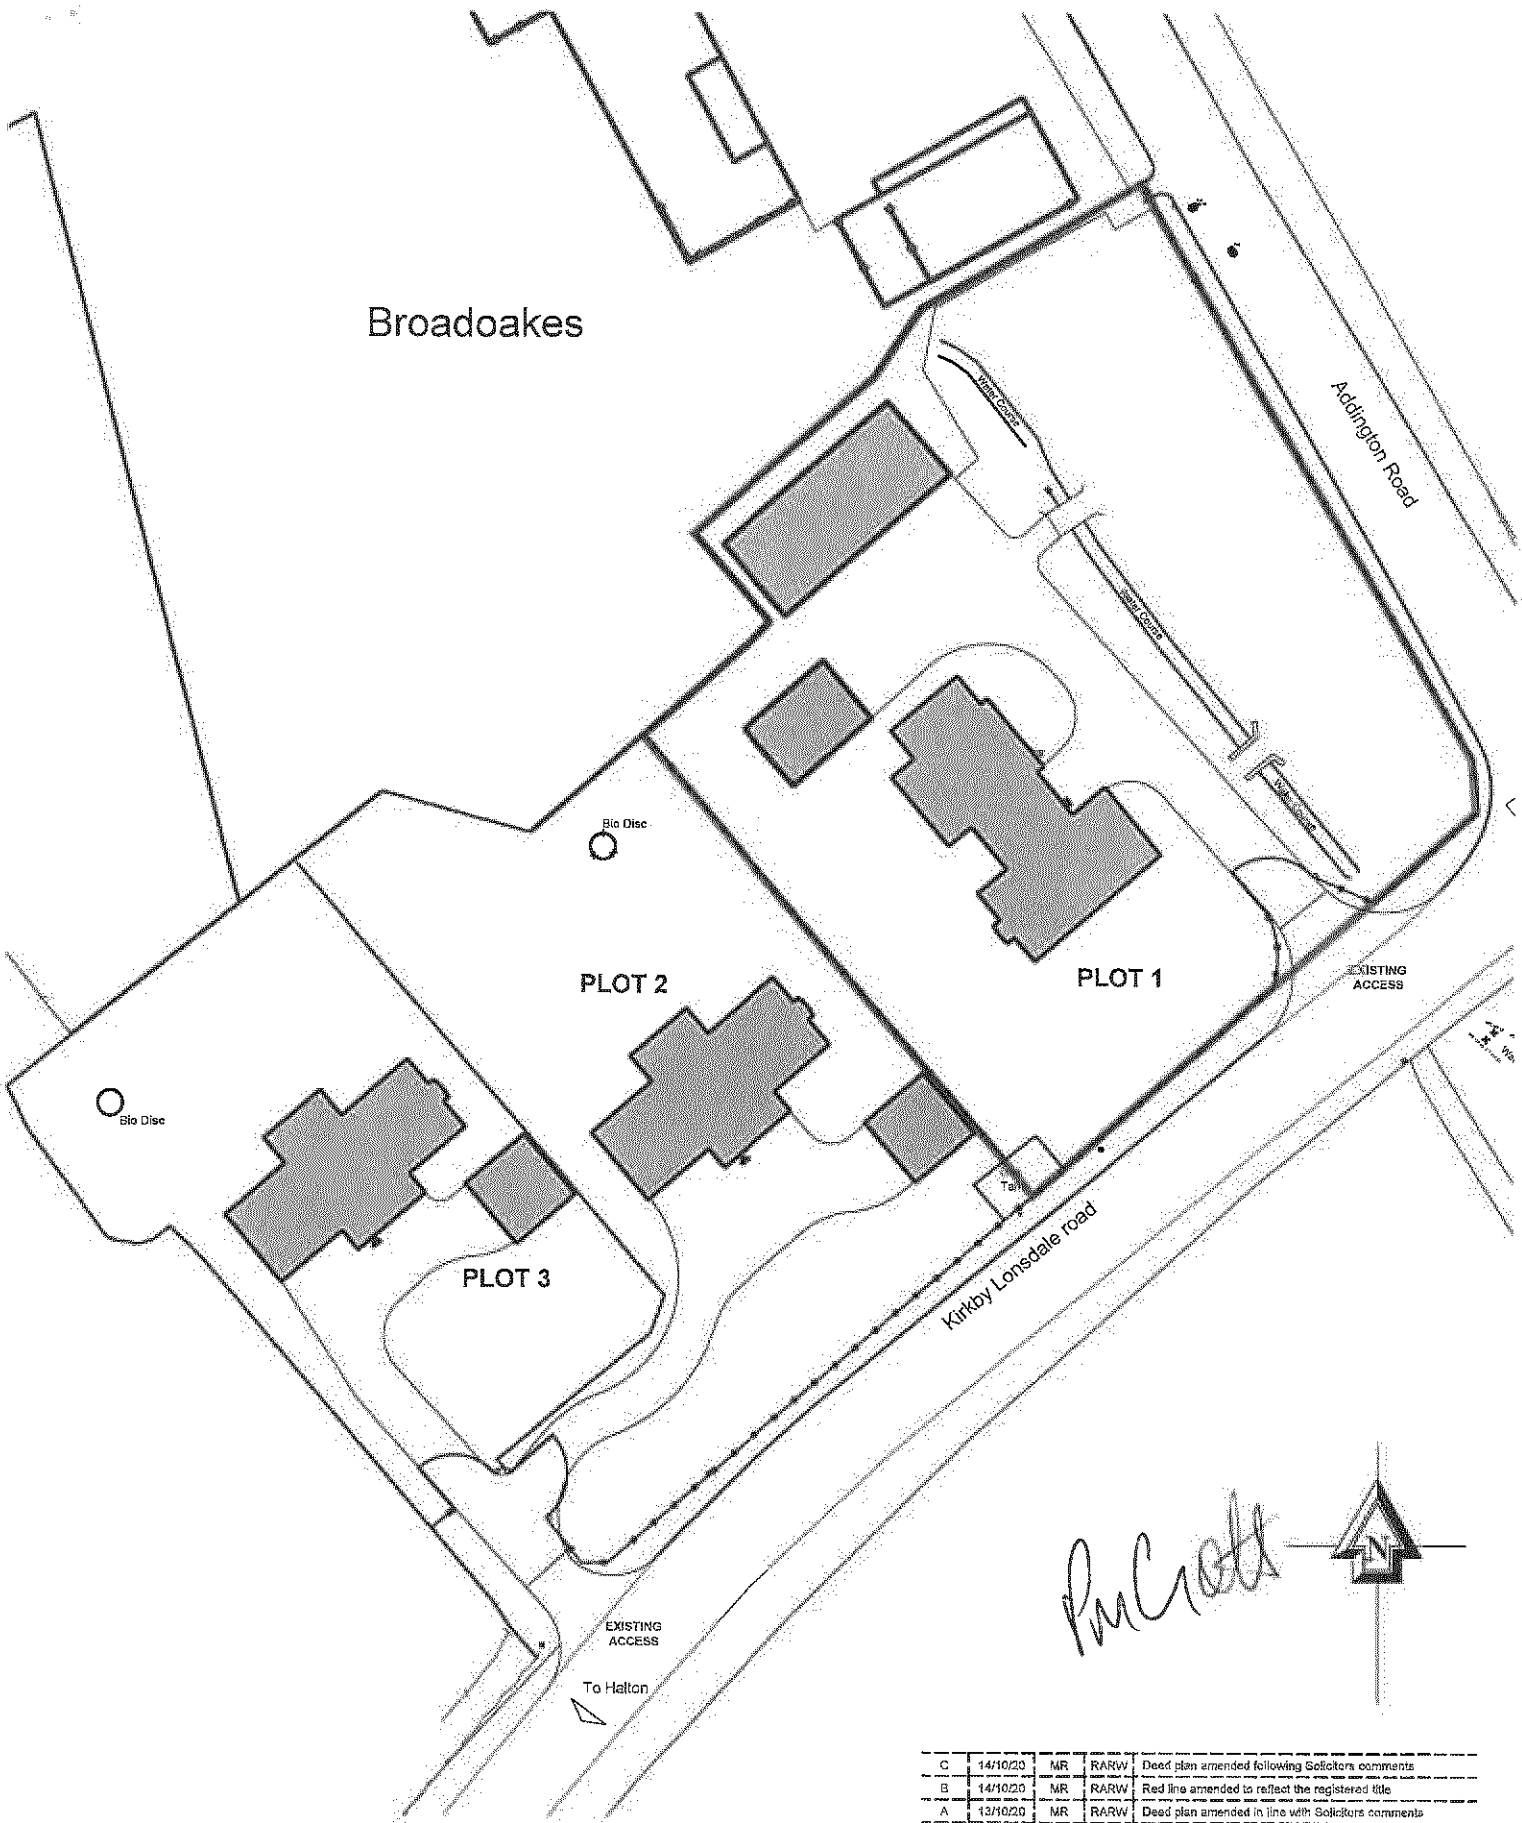 Broadoakes
Addington Road
Water Course
Water Course
Water Course
Bio Disc
PLOT 2
PLOT 1
EXISTING
ACCESS
Bio Disc
PLOT 3
Kirkby Lonsdale road
EXISTING
ACCESS
To Halton
N
C 14/10/20 MR RARW Deed plan amended following Solicitors comments
B 14/10/20 MR RARW Red line amended to reflect the registered title
A 13/10/20 MR RARW Deed plan amended in line with Solicitors comments